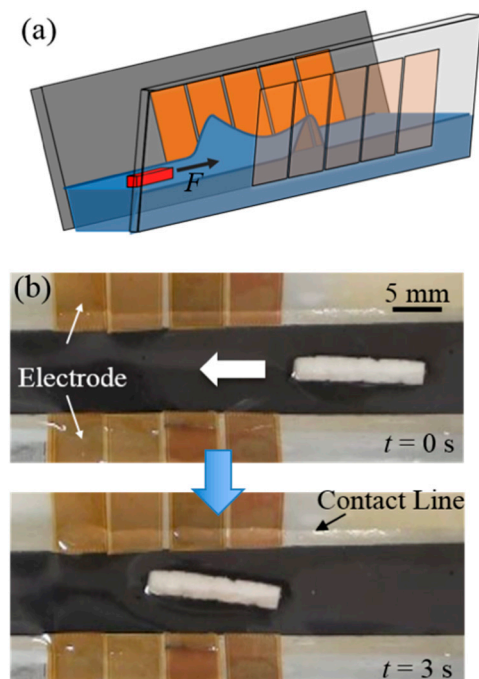 (a)
F
(b)
5 mm
Electrode
t = 0 s
Contact Line
t = 3 s